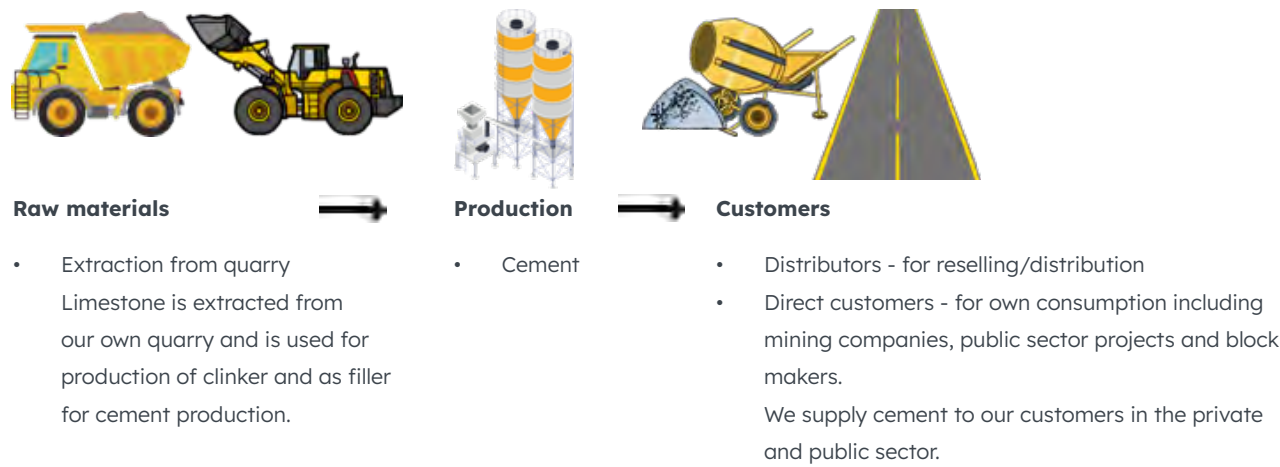 Raw materials
• Extraction from quarry
Limestone is extracted from
our own quarry and is used for
production of clinker and as filler
for cement production.
Production
• Cement
Customers
• Distributors - for reselling/distribution
• Direct customers - for own consumption including
mining companies, public sector projects and block
makers.
We supply cement to our customers in the private
and public sector.